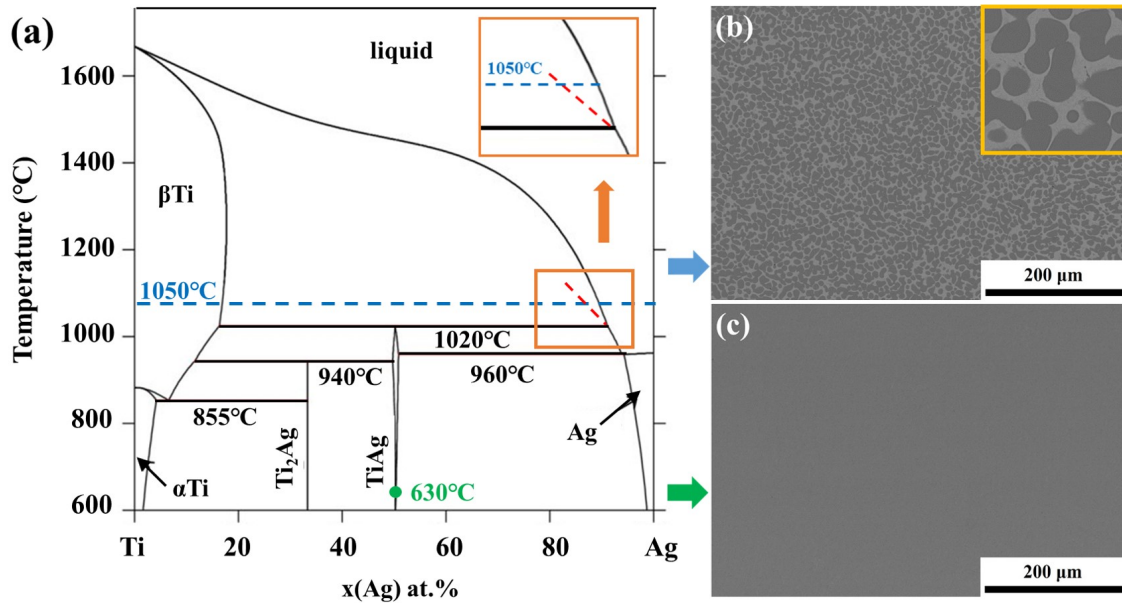 (a)
liquid
1050°C
1600
1400
1200
1000
800
600
Temperature (°C)
βTi
1050°C
1020°C
940°C
960°C
855°C
Ti₂Ag
TiAg
Ag
αTi
630°C
Ti
20
40
60
80
Ag
x(Ag) at.%
(b)
200 μm
(c)
200 μm